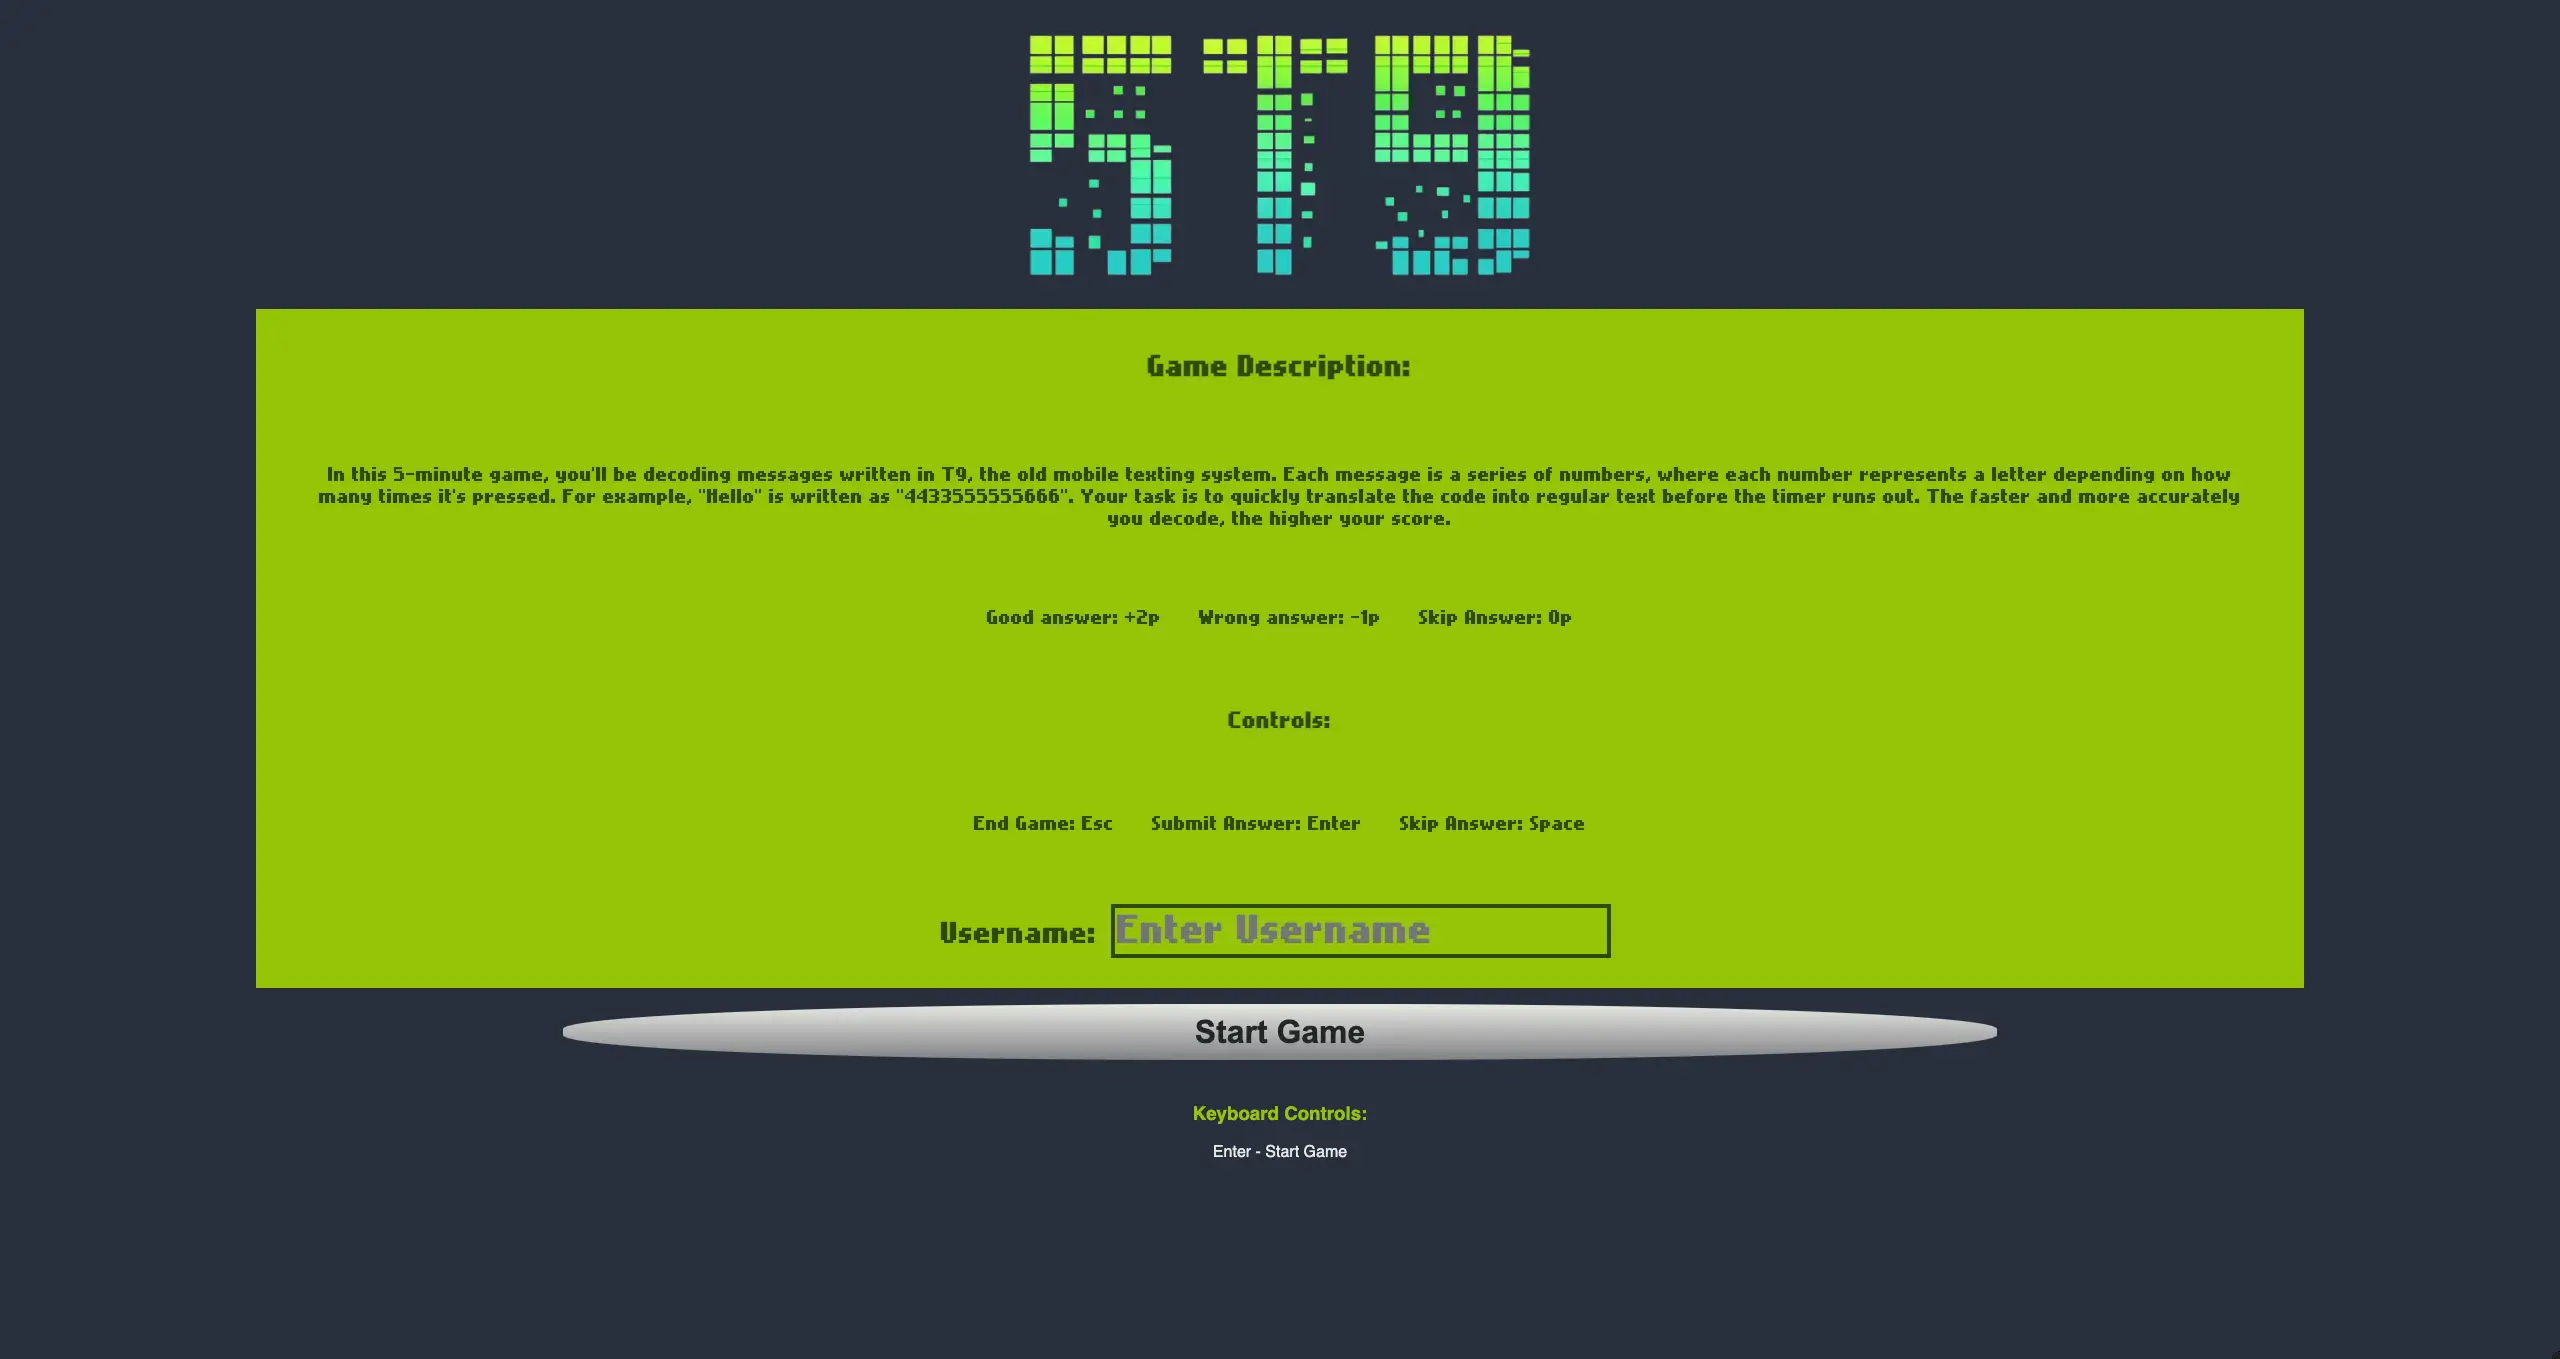 5T9
Game Description:
In this 5-minute game, you'll be decoding messages written in T9, the old mobile texting system. Each message is a series of numbers, where each number represents a letter depending on how
many times it's pressed. For example, "Hello" is written as "4433555555666". Your task is to quickly translate the code into regular text before the timer runs out. The faster and more accurately
you decode, the higher your score.
Good answer: +2p Wrong answer: -1p Skip Answer: 0p
Controls:
End Game: Esc Submit Answer: Enter Skip Answer: Space
Username: Enter Username
Start Game
Keyboard Controls:
Enter - Start Game